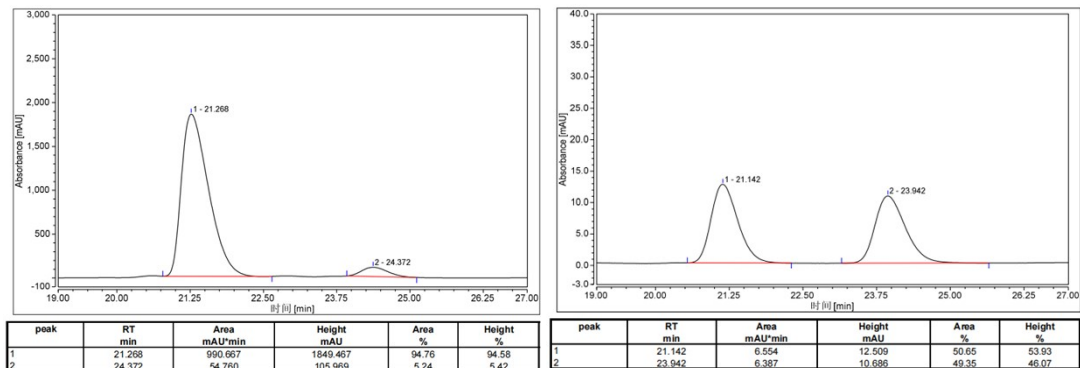 3,000
2,500
2,000
1,500
1,000
500
-100
Absorbance [mAU]
1 - 21.268
2 - 24.372
19.00 20.00 21.25 22.50 23.75 25.00 26.25 27.00
时间 [min]
peak RT Area Height Area Height
min mAU*min mAU % %
1 21.268 990.667 1849.467 94.76 94.58
2 24.372 54.760 105.969 5.24 5.42
40.0
35.0
30.0
25.0
20.0
15.0
10.0
5.0
0.0
-3.0
Absorbance [mAU]
1 - 21.142
2 - 23.942
19.00 20.00 21.25 22.50 23.75 25.00 26.25 27.00
时间 [min]
peak RT Area Height Area Height
min mAU*min mAU % %
1 21.142 6.554 12.509 50.65 53.93
2 23.942 6.387 10.686 49.35 46.07